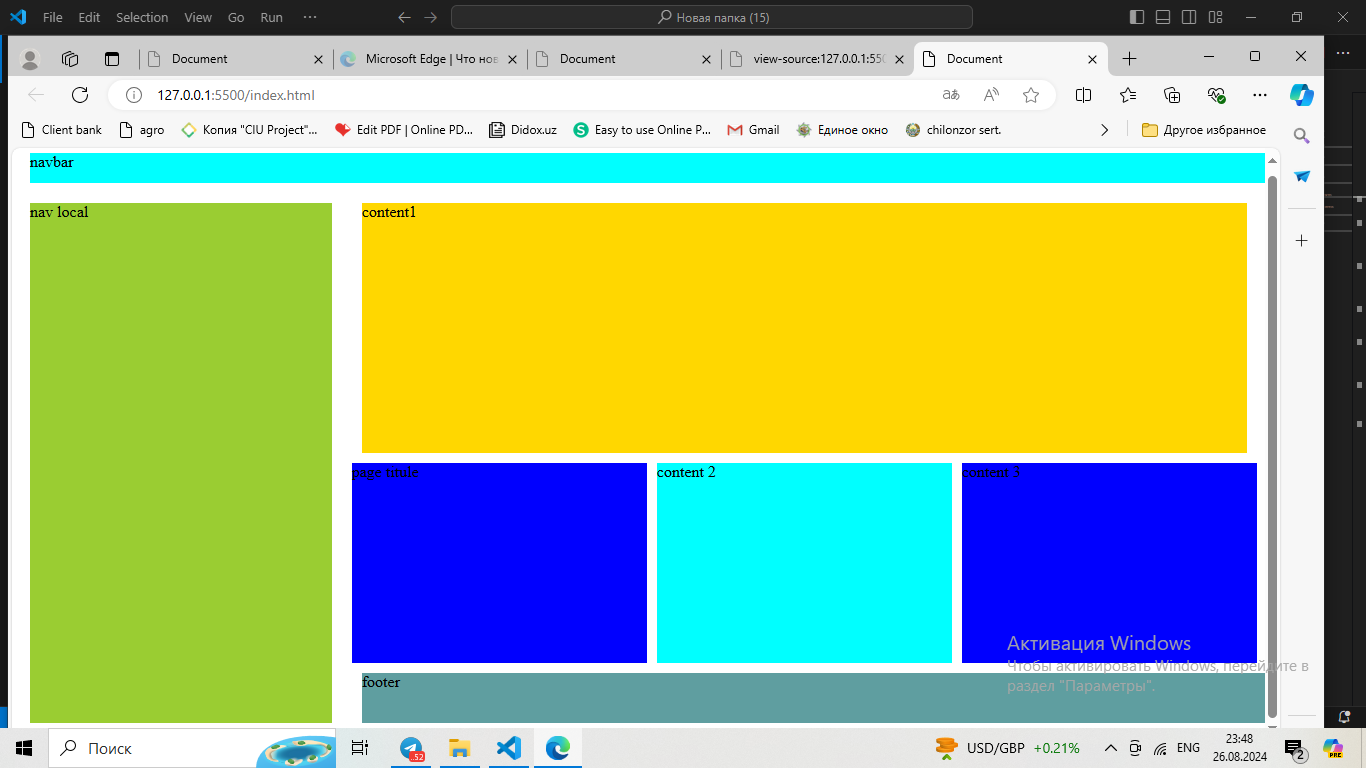 File Edit Selection View Go Run ··· Новая папка (15)
Document Microsoft Edge | Что нов Document view-source:127.0.0.1:550 Document
127.0.0.1:5500/index.html
Client bank agro Копия "CIU Project"... Edit PDF | Online PD... Didox.uz Easy to use Online P... Gmail Единое окно chilonzor sert. Другое избранное
navbar
nav local
content1
page titule
content 2
content 3
footer
Активация Windows
Чтобы активировать Windows, перейдите в
раздел "Параметры".
Поиск
.52
USD/GBP +0.21%
ENG
23:48
26.08.2024
2
PRE